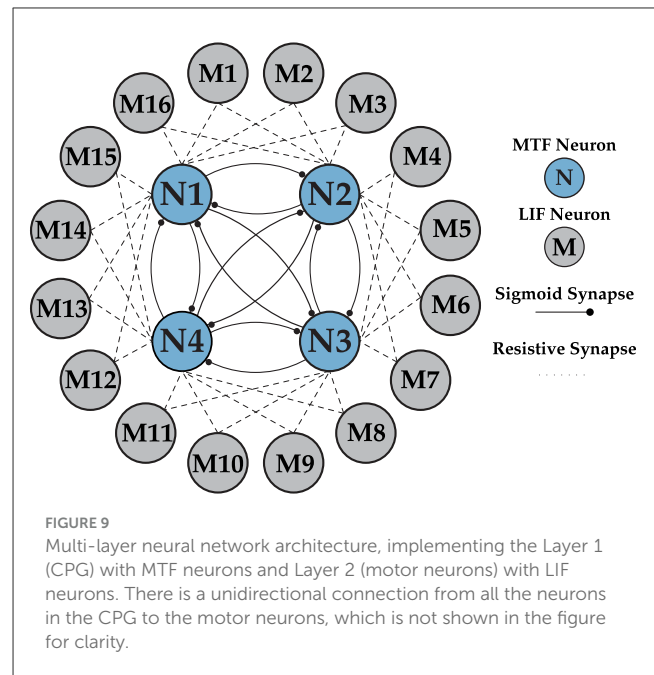 M1
M2
M16
M3
M15
M4
MTF Neuron
N1
N2
N
M14
M5
LIF Neuron
M
M13
M6
Sigmoid Synapse
N4
N3
Resistive Synapse
M12
M7
M11
M8
M10
M9
FIGURE 9
Multi-layer neural network architecture, implementing the Layer 1
(CPG) with MTF neurons and Layer 2 (motor neurons) with LIF
neurons. There is a unidirectional connection from all the neurons
in the CPG to the motor neurons, which is not shown in the figure
for clarity.